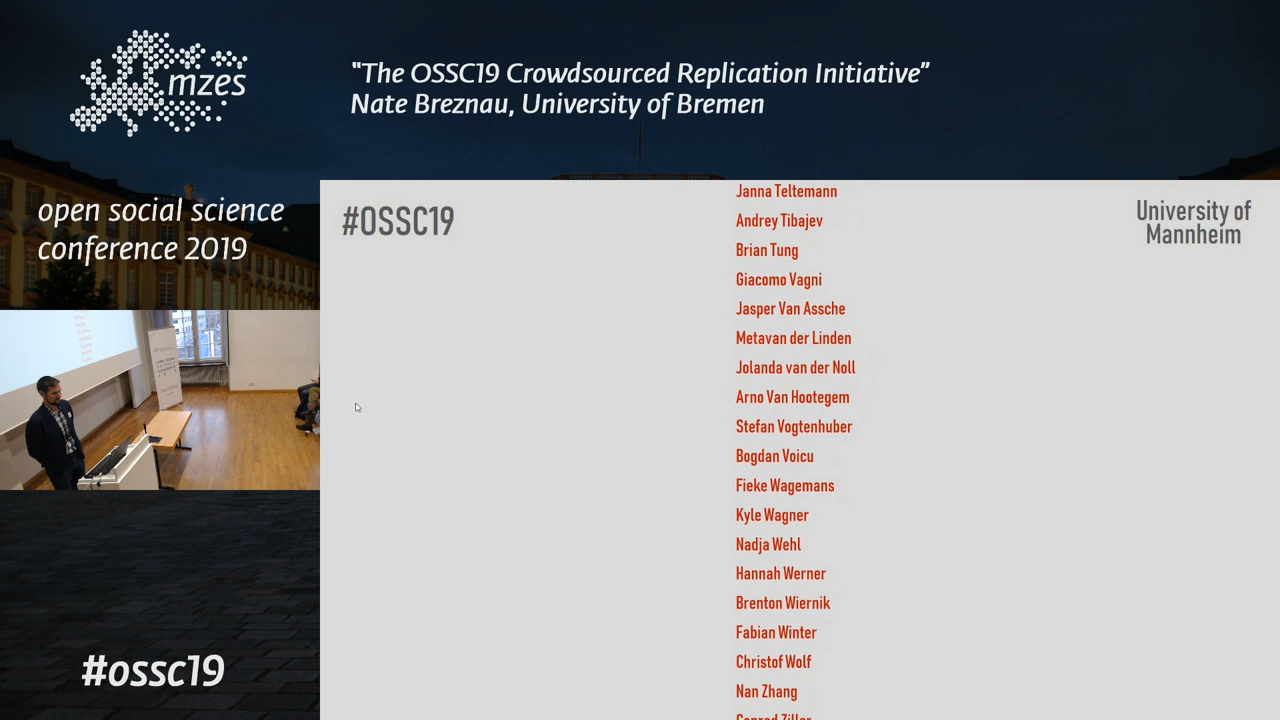 mzes
"The OSSC19 Crowdsourced Replication Initiative"
Nate Breznau, University of Bremen
open social science
conference 2019
#OSSC19
University of
Mannheim
Janna Teltemann
Andrey Tibajev
Brian Tung
Giacomo Vagni
Jasper Van Assche
Metavan der Linden
Jolanda van der Noll
Arno Van Hootegem
Stefan Vogtenhuber
Bogdan Voicu
Fieke Wagemans
Kyle Wagner
Nadja Wehl
Hannah Werner
Brenton Wiernik
Fabian Winter
Christof Wolf
Nan Zhang
Conrad Ziller
#ossc19